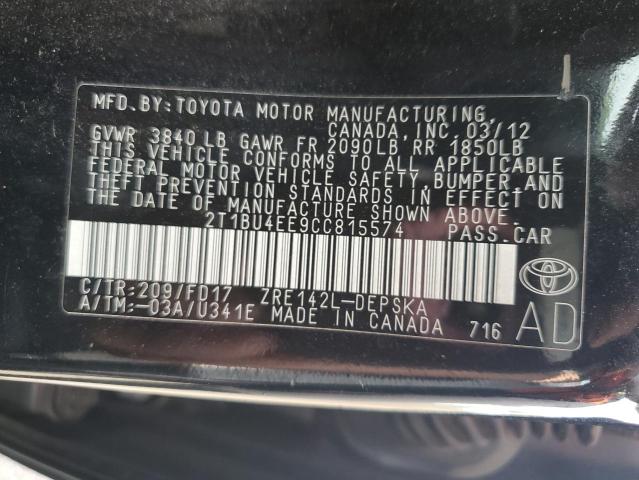 MFD. BY: TOYOTA MOTOR MANUFACTURING,
CANADA, INC. 03/12
GVWR 3840 LB GAWR FR 2090LB RR 1850LB
THIS VEHICLE CONFORMS TO ALL APPLICABLE
FEDERAL MOTOR VEHICLE SAFETY, BUMPER, AND
THEFT PREVENTION STANDARDS IN EFFECT ON
THE DATE OF MANUFACTURE SHOWN ABOVE.
2T1BU4EE9CC815574 PASS. CAR
C/TR: 209/FD17 ZRE142L-DEPSKA
A/TM: -03A/U341E MADE IN CANADA 716
AD